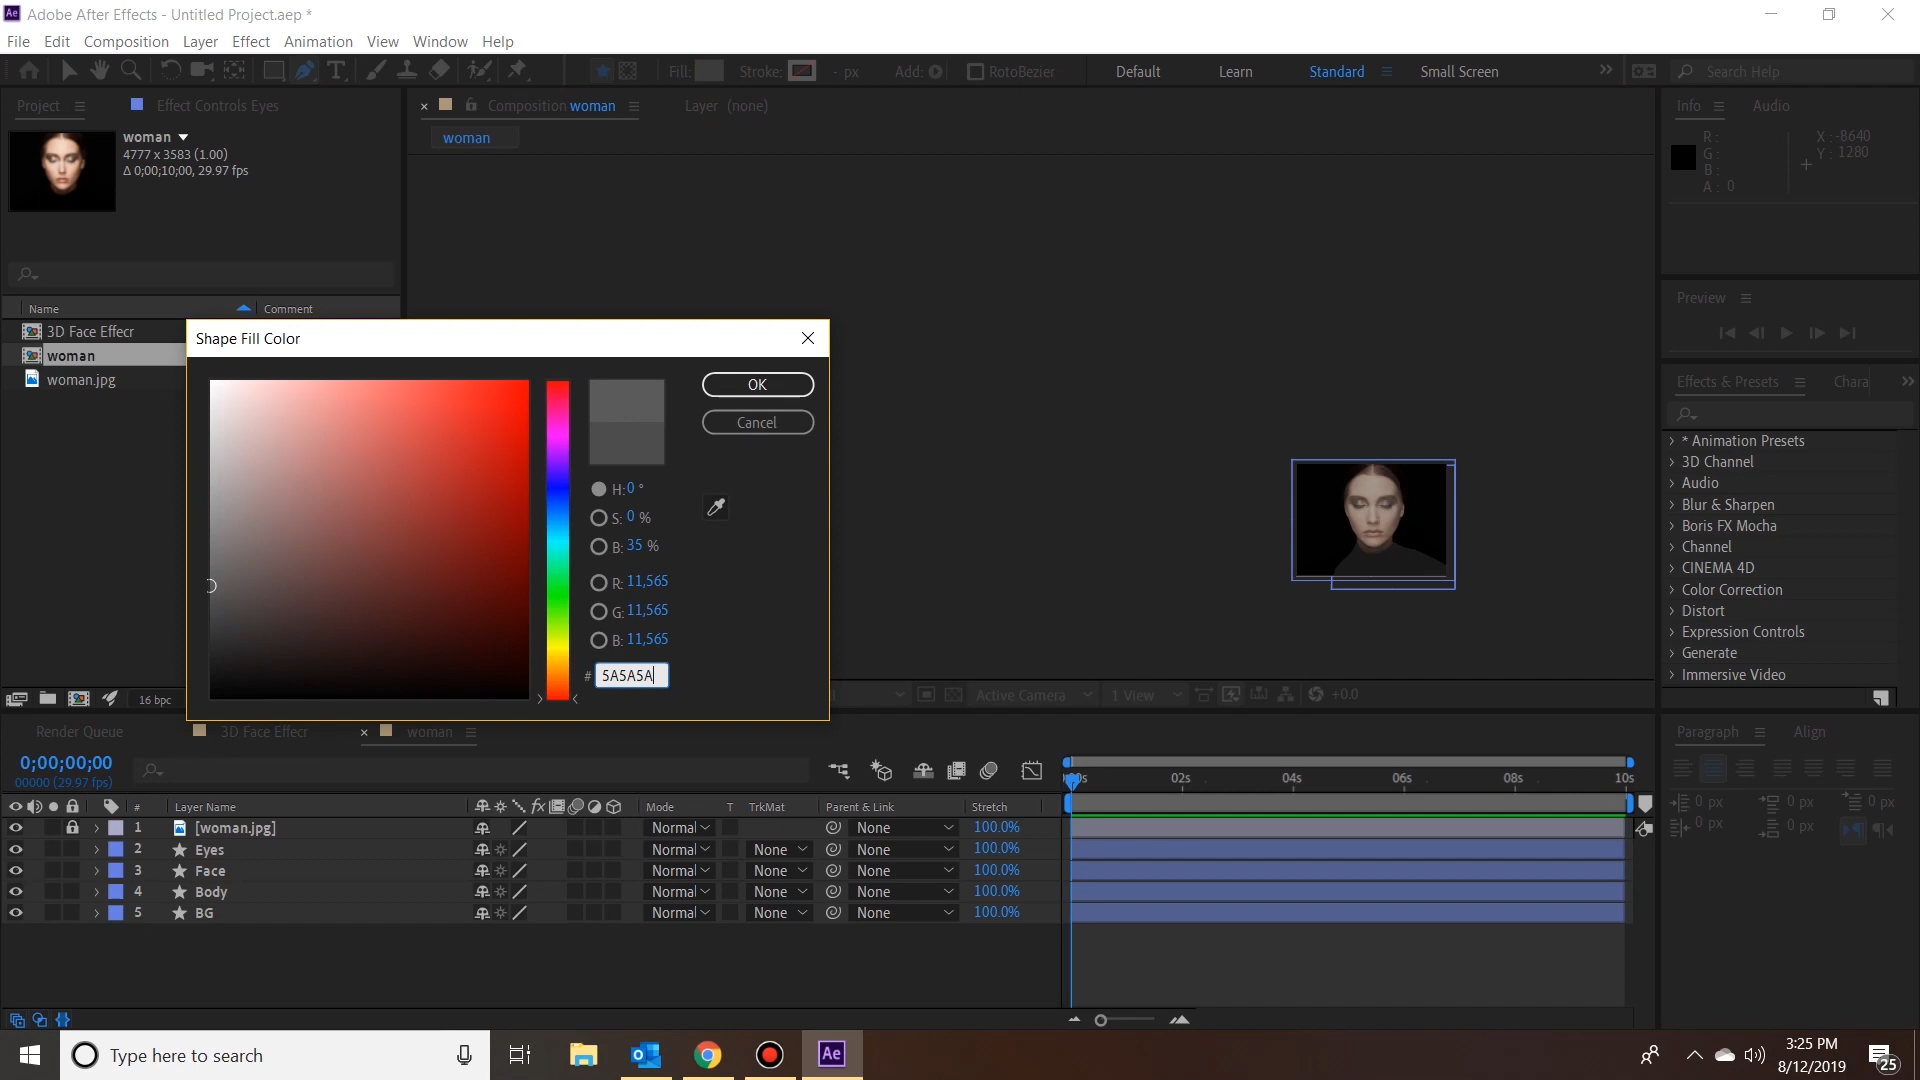 Adobe After Effects - Untitled Project.aep *
File Edit Composition Layer Effect Animation View Window Help
Fill: Stroke: - px Add: RotoBezier Default Learn Standard Small Screen Search Help
Project Effect Controls Eyes
Composition woman Layer (none)
Info Audio
woman
4777 x 3583 (1.00)
Δ 0;00;10;00, 29.97 fps
woman
R:
G:
B:
A: 0
X: -8640
Y: 1280
Name Comment
3D Face Effecr
woman
woman.jpg
16 bpc
Shape Fill Color
OK
Cancel
H: 0 °
S: 0 %
B: 35 %
R: 11,565
G: 11,565
B: 11,565
# 5A5A5A
Active Camera 1 View +0.0
Preview
Effects & Presets Chara
* Animation Presets
3D Channel
Audio
Blur & Sharpen
Boris FX Mocha
Channel
CINEMA 4D
Color Correction
Distort
Expression Controls
Generate
Immersive Video
Render Queue 3D Face Effecr woman
0;00;00;00
00000 (29.97 fps)
02s 04s 06s 08s 10s
# Layer Name Mode T TrkMat Parent & Link Stretch
1 [woman.jpg] Normal None 100.0%
2 Eyes Normal None None 100.0%
3 Face Normal None None 100.0%
4 Body Normal None None 100.0%
5 BG Normal None None 100.0%
Paragraph Align
0 px 0 px 0 px
0 px 0 px
Type here to search
Ae
3:25 PM
8/12/2019
25